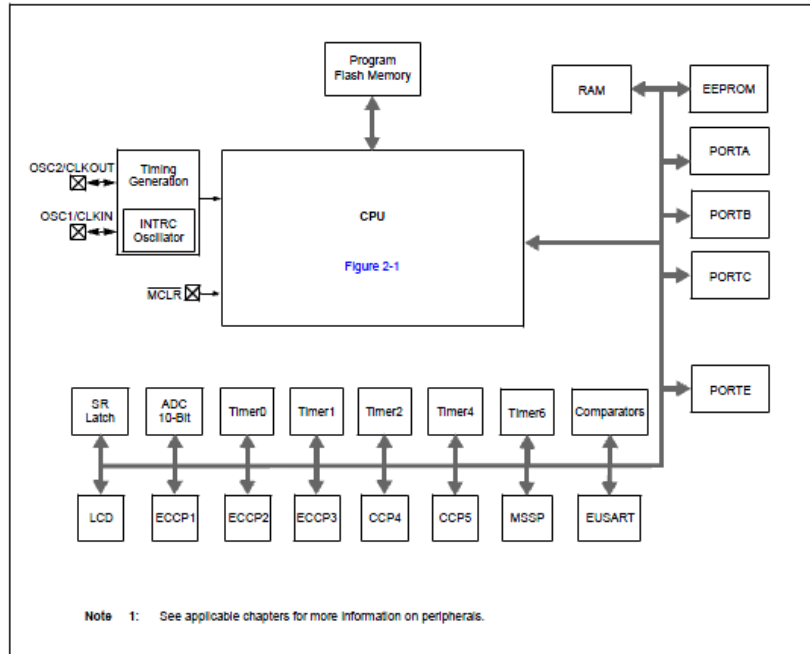 Program
Flash Memory
RAM
EEPROM
OSC2/CLKOUT
Timing
Generation
PORTA
OSC1/CLKIN
INTRC
Oscillator
CPU
PORTB
Figure 2-1
PORTC
MCLR
SR
Latch
ADC
10-Bit
Timer0
Timer1
Timer2
Timer4
Timer6
Comparators
PORTE
LCD
ECCP1
ECCP2
ECCP3
CCP4
CCP5
MSSP
EUSART
Note 1: See applicable chapters for more information on peripherals.